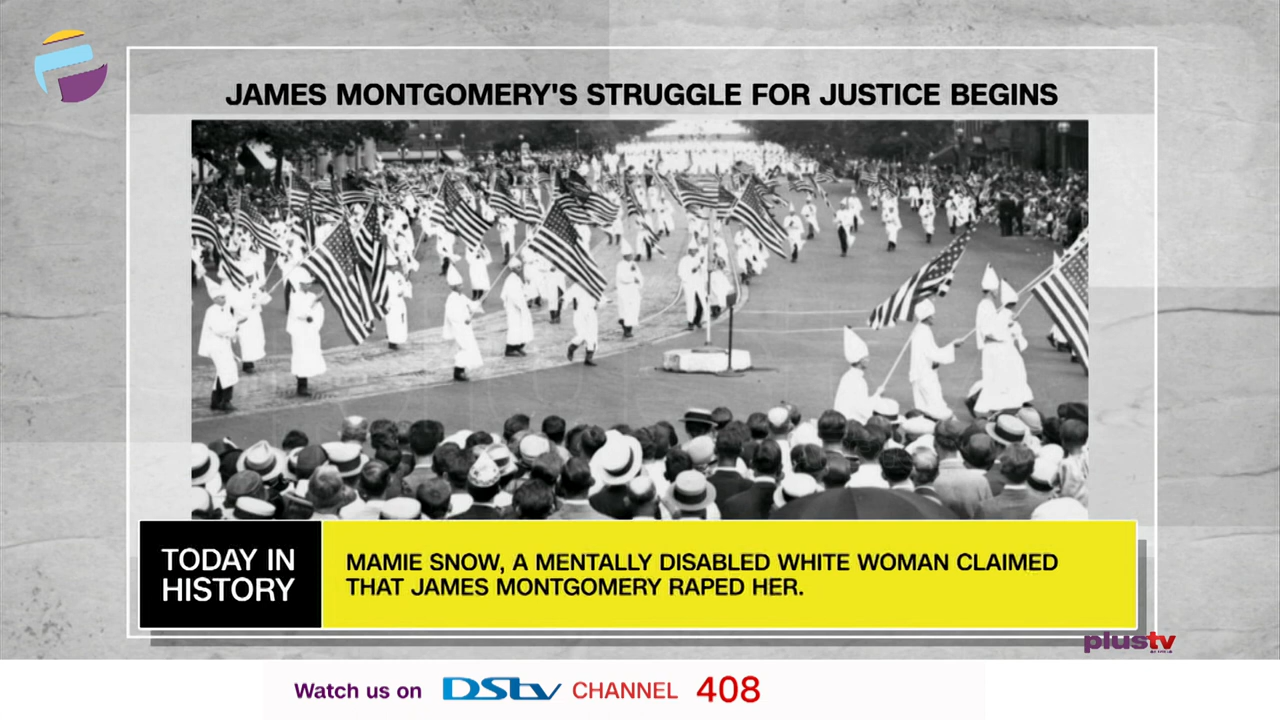 JAMES MONTGOMERY'S STRUGGLE FOR JUSTICE BEGINS
TODAY IN
HISTORY
MAMIE SNOW, A MENTALLY DISABLED WHITE WOMAN CLAIMED
THAT JAMES MONTGOMERY RAPED HER.
plustv
Watch us on DStv CHANNEL 408